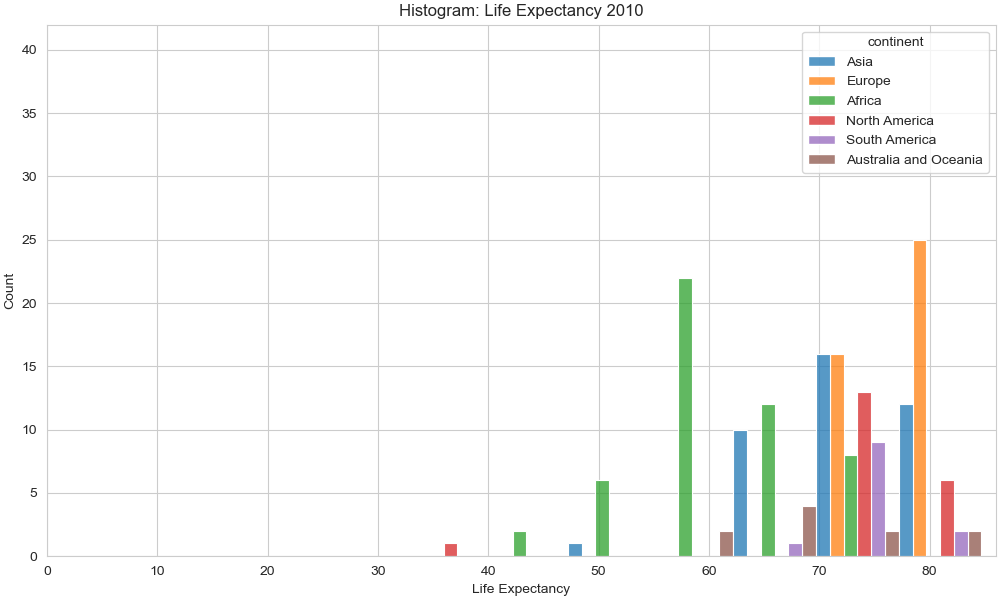 Histogram: Life Expectancy 2010
continent
Asia
Europe
Africa
North America
South America
Australia and Oceania
Count
40
35
30
25
20
15
10
5
0
0 10 20 30 40 50 60 70 80
Life Expectancy